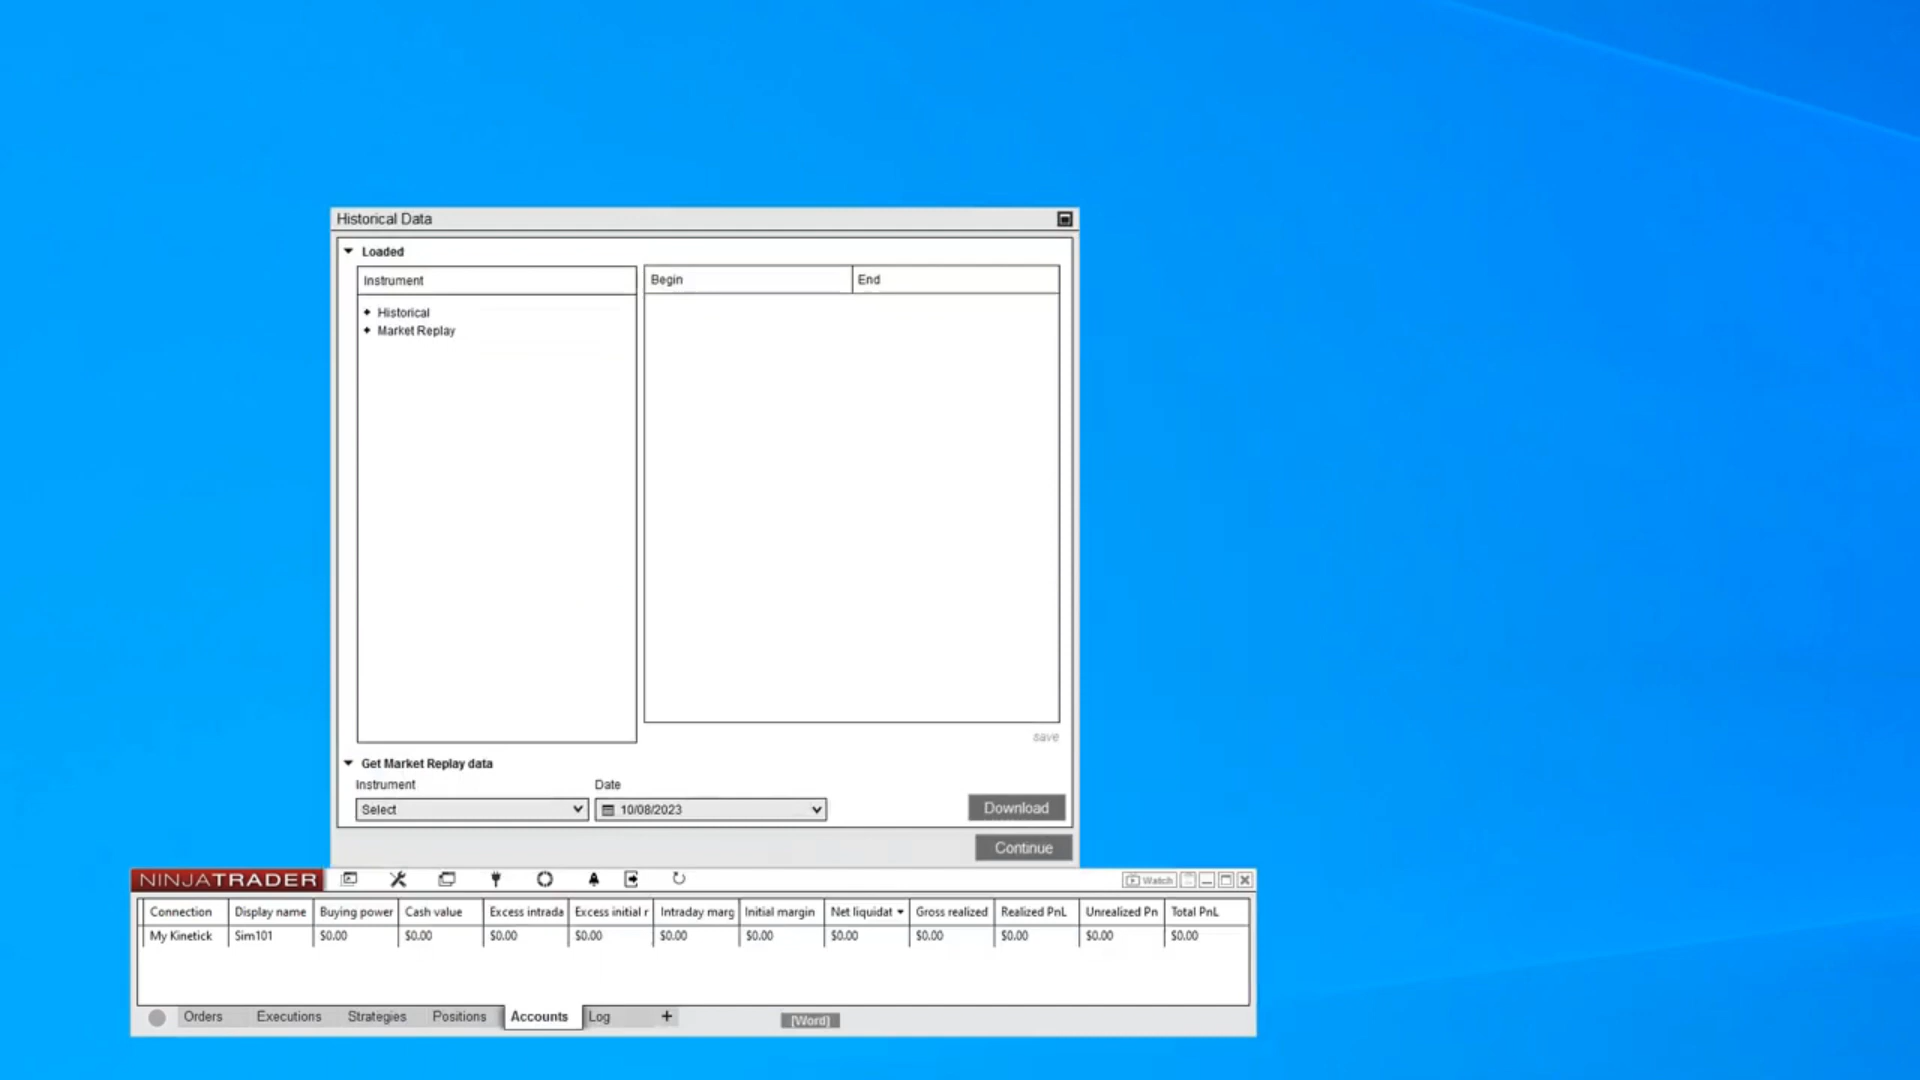 Historical Data
Loaded
Instrument
Begin
End
Historical
Market Replay
save
Get Market Replay data
Instrument
Date
Select
10/08/2023
Download
Continue
NINJATRADER
Watch
Connection Display name Buying power Cash value Excess intrada Excess initial r Intraday marg Initial margin Net liquidat Gross realized Realized PnL Unrealized Pn Total PnL
My Kinetick Sim101 $0.00 $0.00 $0.00 $0.00 $0.00 $0.00 $0.00 $0.00 $0.00 $0.00 $0.00
Orders Executions Strategies Positions Accounts Log +
[Word]